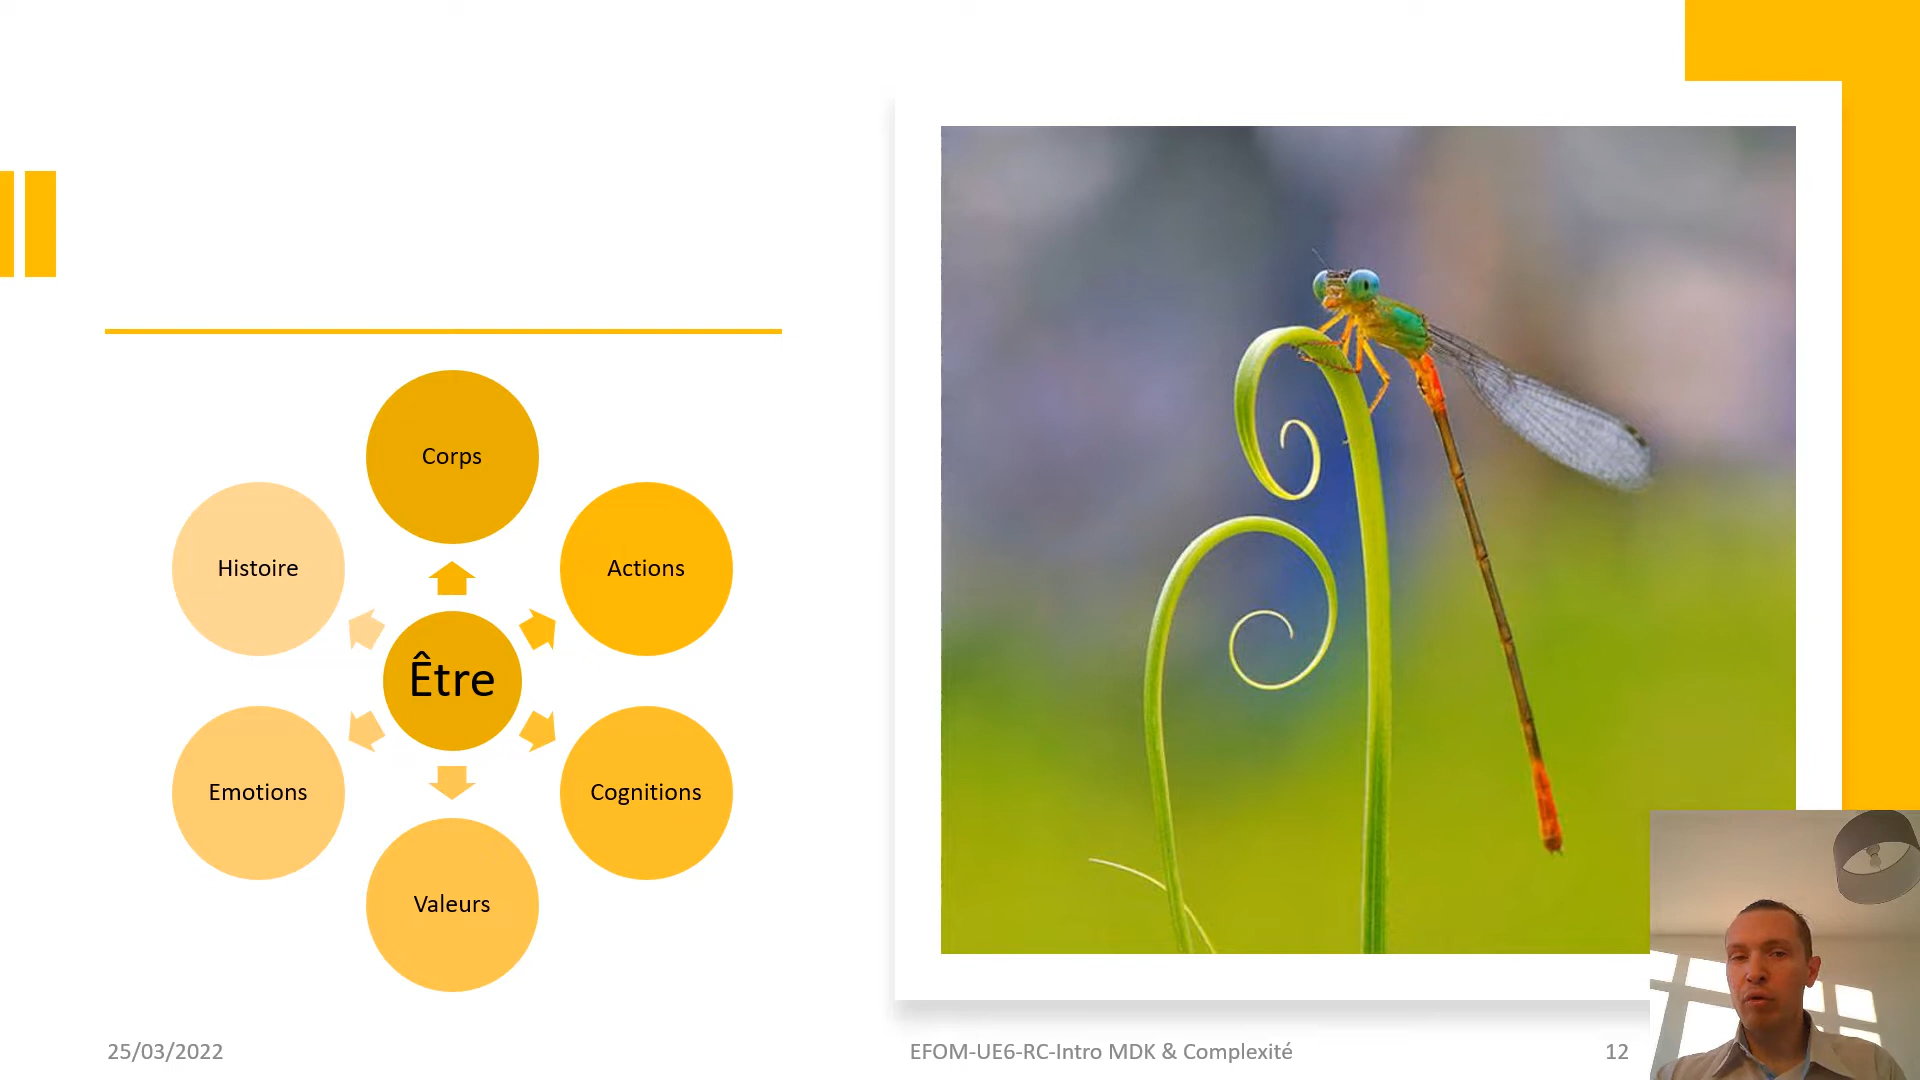 Corps
Histoire
Actions
Être
Emotions
Cognitions
Valeurs
25/03/2022
EFOM-UE6-RC-Intro MDK & Complexité
12